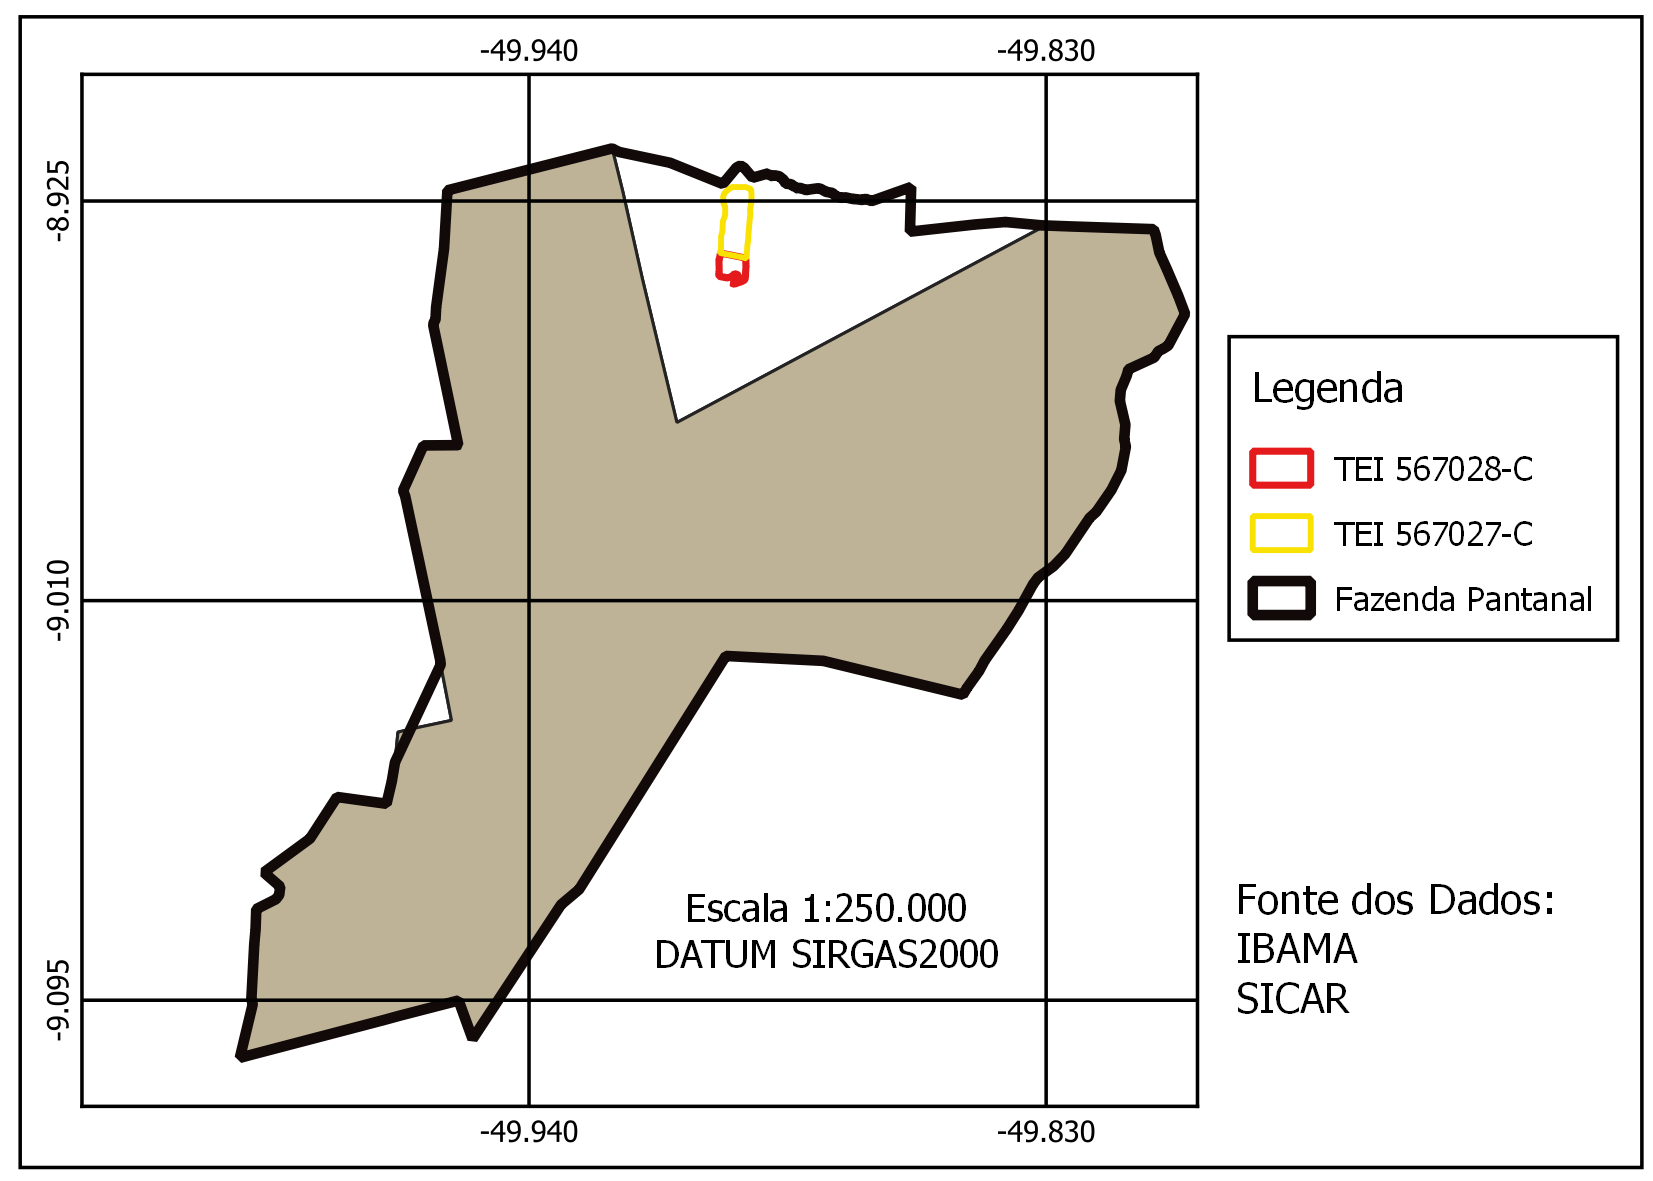 -49.940
-49.830
-8.925
-9.010
-9.095
Legenda
TEI 567028-C
TEI 567027-C
Fazenda Pantanal
Escala 1:250.000
DATUM SIRGAS2000
Fonte dos Dados:
IBAMA
SICAR
-49.940
-49.830